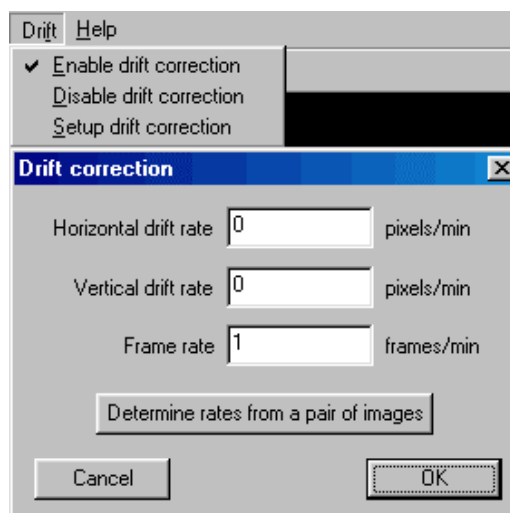 Drift Help
Enable drift correction
Disable drift correction
Setup drift correction
Drift correction
Horizontal drift rate 0 pixels/min
Vertical drift rate 0 pixels/min
Frame rate 1 frames/min
Determine rates from a pair of images
Cancel OK